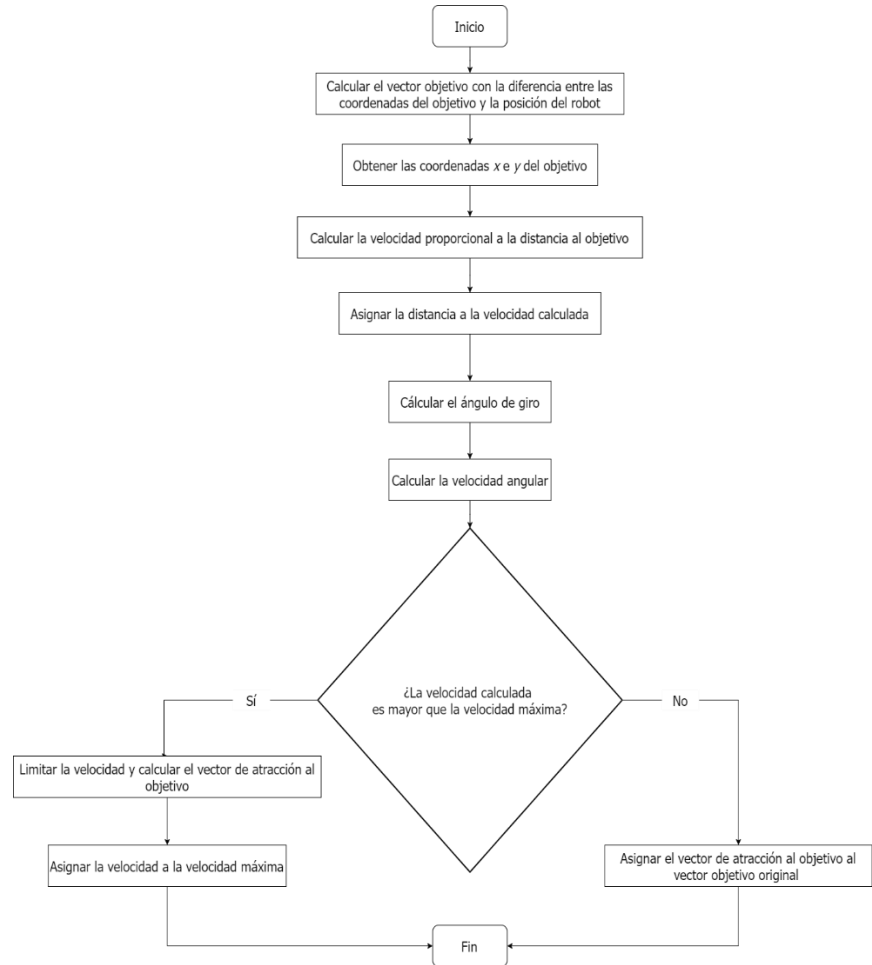 Inicio
Calcular el vector objetivo con la diferencia entre las
coordenadas del objetivo y la posición del robot
Obtener las coordenadas x e y del objetivo
Calcular la velocidad proporcional a la distancia al objetivo
Asignar la distancia a la velocidad calculada
Cálcular el ángulo de giro
Calcular la velocidad angular
¿La velocidad calculada
es mayor que la velocidad máxima?
Sí
No
Limitar la velocidad y calcular el vector de atracción al
objetivo
Asignar la velocidad a la velocidad máxima
Asignar el vector de atracción al objetivo al
vector objetivo original
Fin